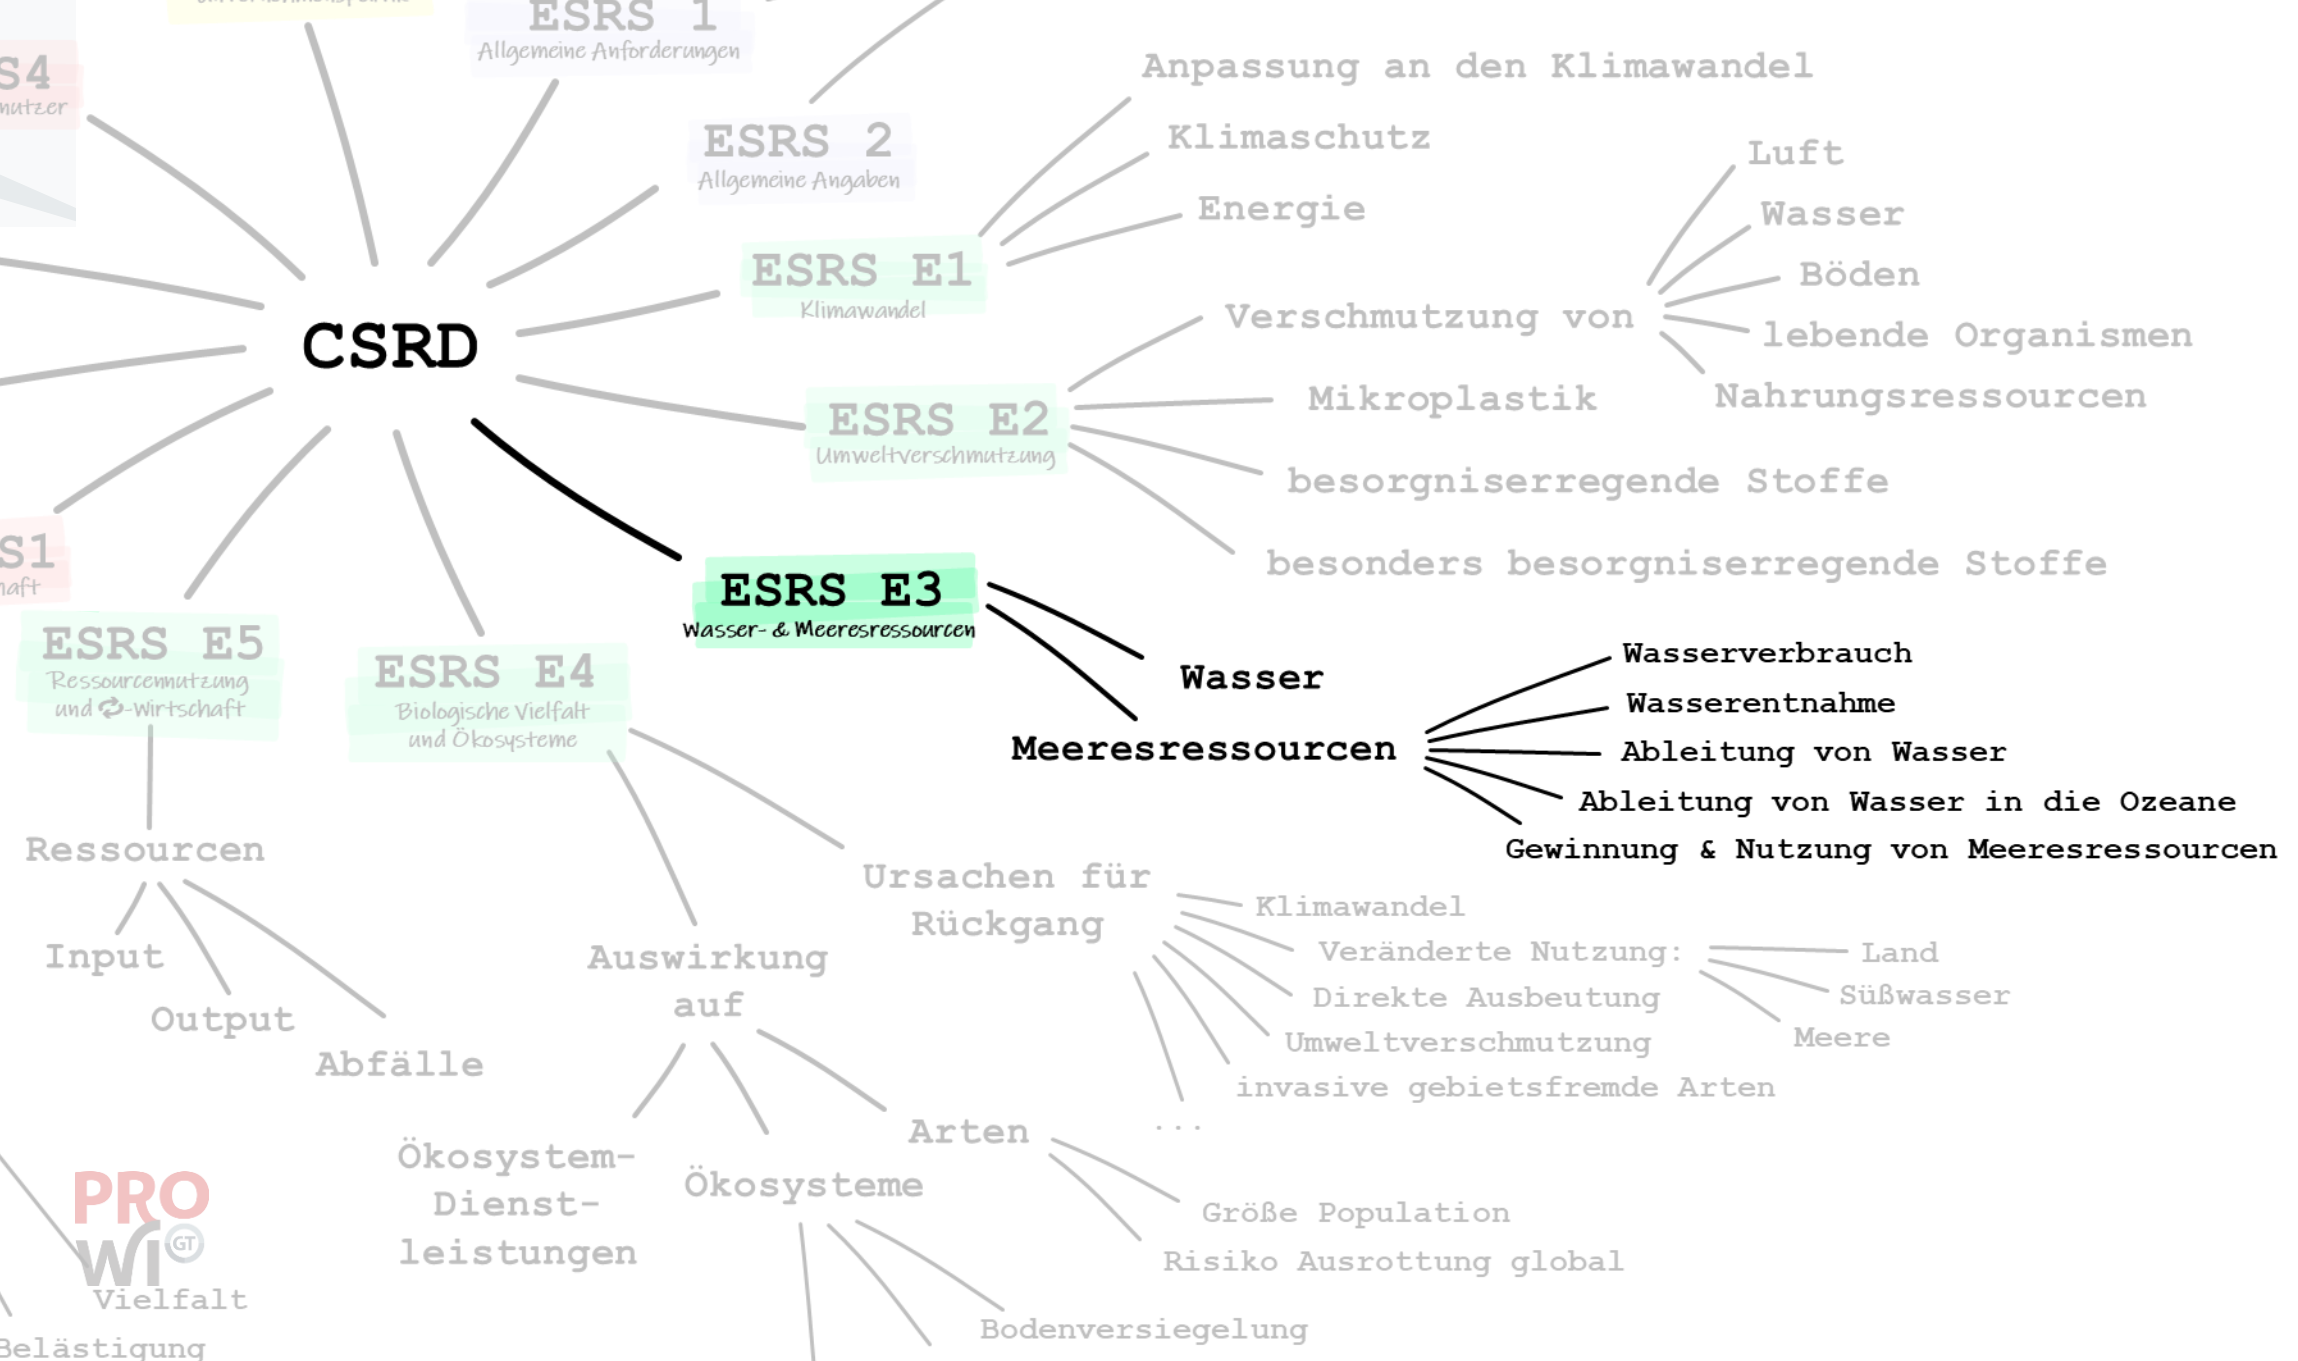 ESRS 1
Allgemeine Anforderungen
S4
nutzer
ESRS 2
Allgemeine Angaben
ESRS E1
Klimawandel
Anpassung an den Klimawandel
Klimaschutz
Energie
CSRD
ESRS E2
Umweltverschmutzung
Verschmutzung von
Luft
Wasser
Böden
lebende Organismen
Nahrungsressourcen
Mikroplastik
besorgniserregende Stoffe
besonders besorgniserregende Stoffe
ESRS E3
Wasser- & Meeresressourcen
Wasser
Meeresressourcen
Wasserverbrauch
Wasserentnahme
Ableitung von Wasser
Ableitung von Wasser in die Ozeane
Gewinnung & Nutzung von Meeresressourcen
S1
haft
ESRS E5
Ressourcennutzung
und -Wirtschaft
Ressourcen
Input
Output
Abfälle
ESRS E4
Biologische Vielfalt
und Ökosysteme
Ursachen für
Rückgang
Klimawandel
Veränderte Nutzung:
Land
Süßwasser
Meere
Direkte Ausbeutung
Umweltverschmutzung
invasive gebietsfremde Arten
...
Auswirkung
auf
Ökosystem-
Dienst-
leistungen
Ökosysteme
Arten
Größe Population
Risiko Ausrottung global
Bodenversiegelung
PRO
WI GT
Vielfalt
Belästigung